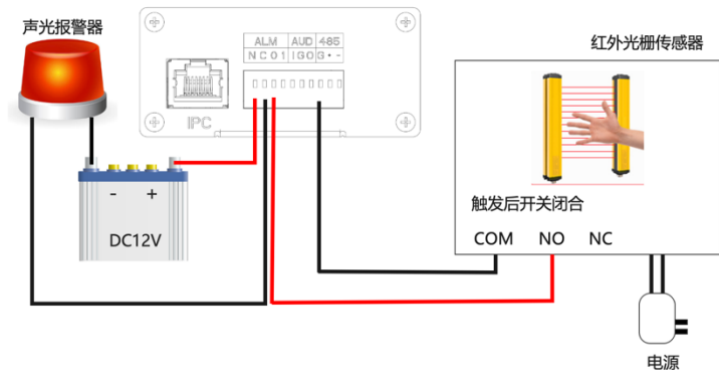 声光报警器
ALM AUD 485
N C O 1 I G O G + -
IPC
红外光栅传感器
触发后开关闭合
COM NO NC
- +
DC12V
电源